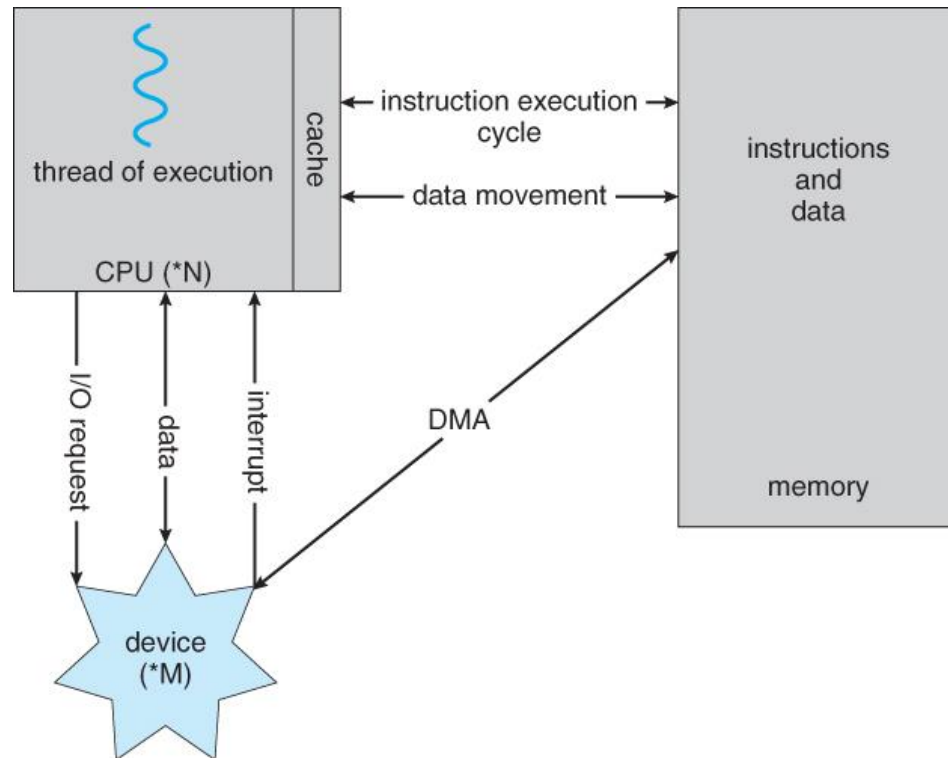 thread of execution
cache
CPU (*N)
instruction execution
cycle
data movement
instructions
and
data
memory
I/O request
data
interrupt
DMA
device
(*M)